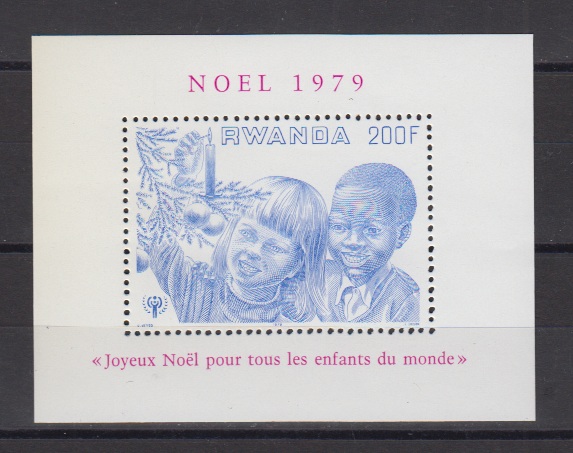 NOEL 1979
RWANDA 200F
«Joyeux Noël pour tous les enfants du monde»